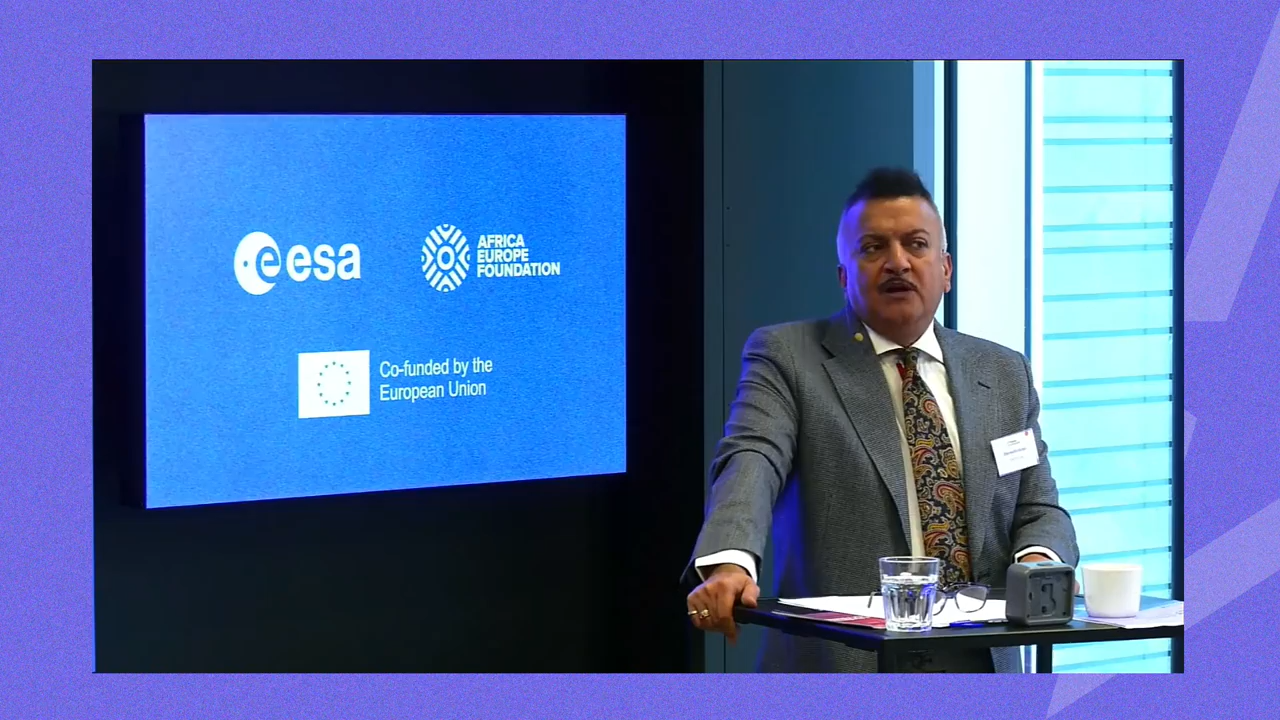 esa
AFRICA
EUROPE
FOUNDATION
Co-funded by the
European Union